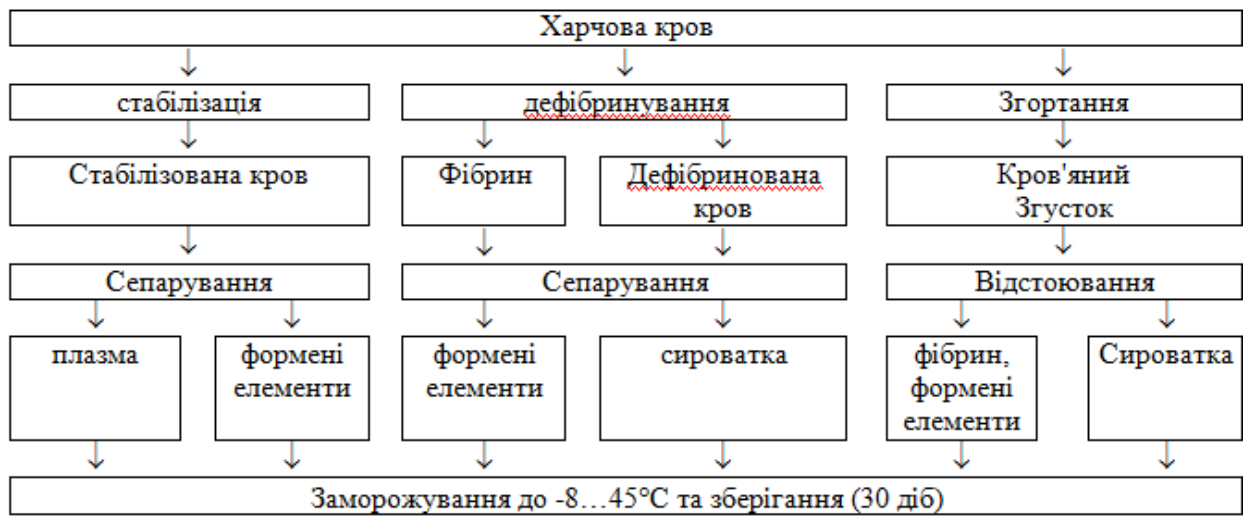 Харчова кров
стабілізація
дефібринування
Згортання
Стабілізована кров
Фібрин
Дефібринована
кров
Кров'яний
Згусток
Сепарування
Сепарування
Відстоювання
плазма
формені
елементи
формені
елементи
сироватка
фібрин,
формені
елементи
Сироватка
Заморожування до -8…45°С та зберігання (30 діб)